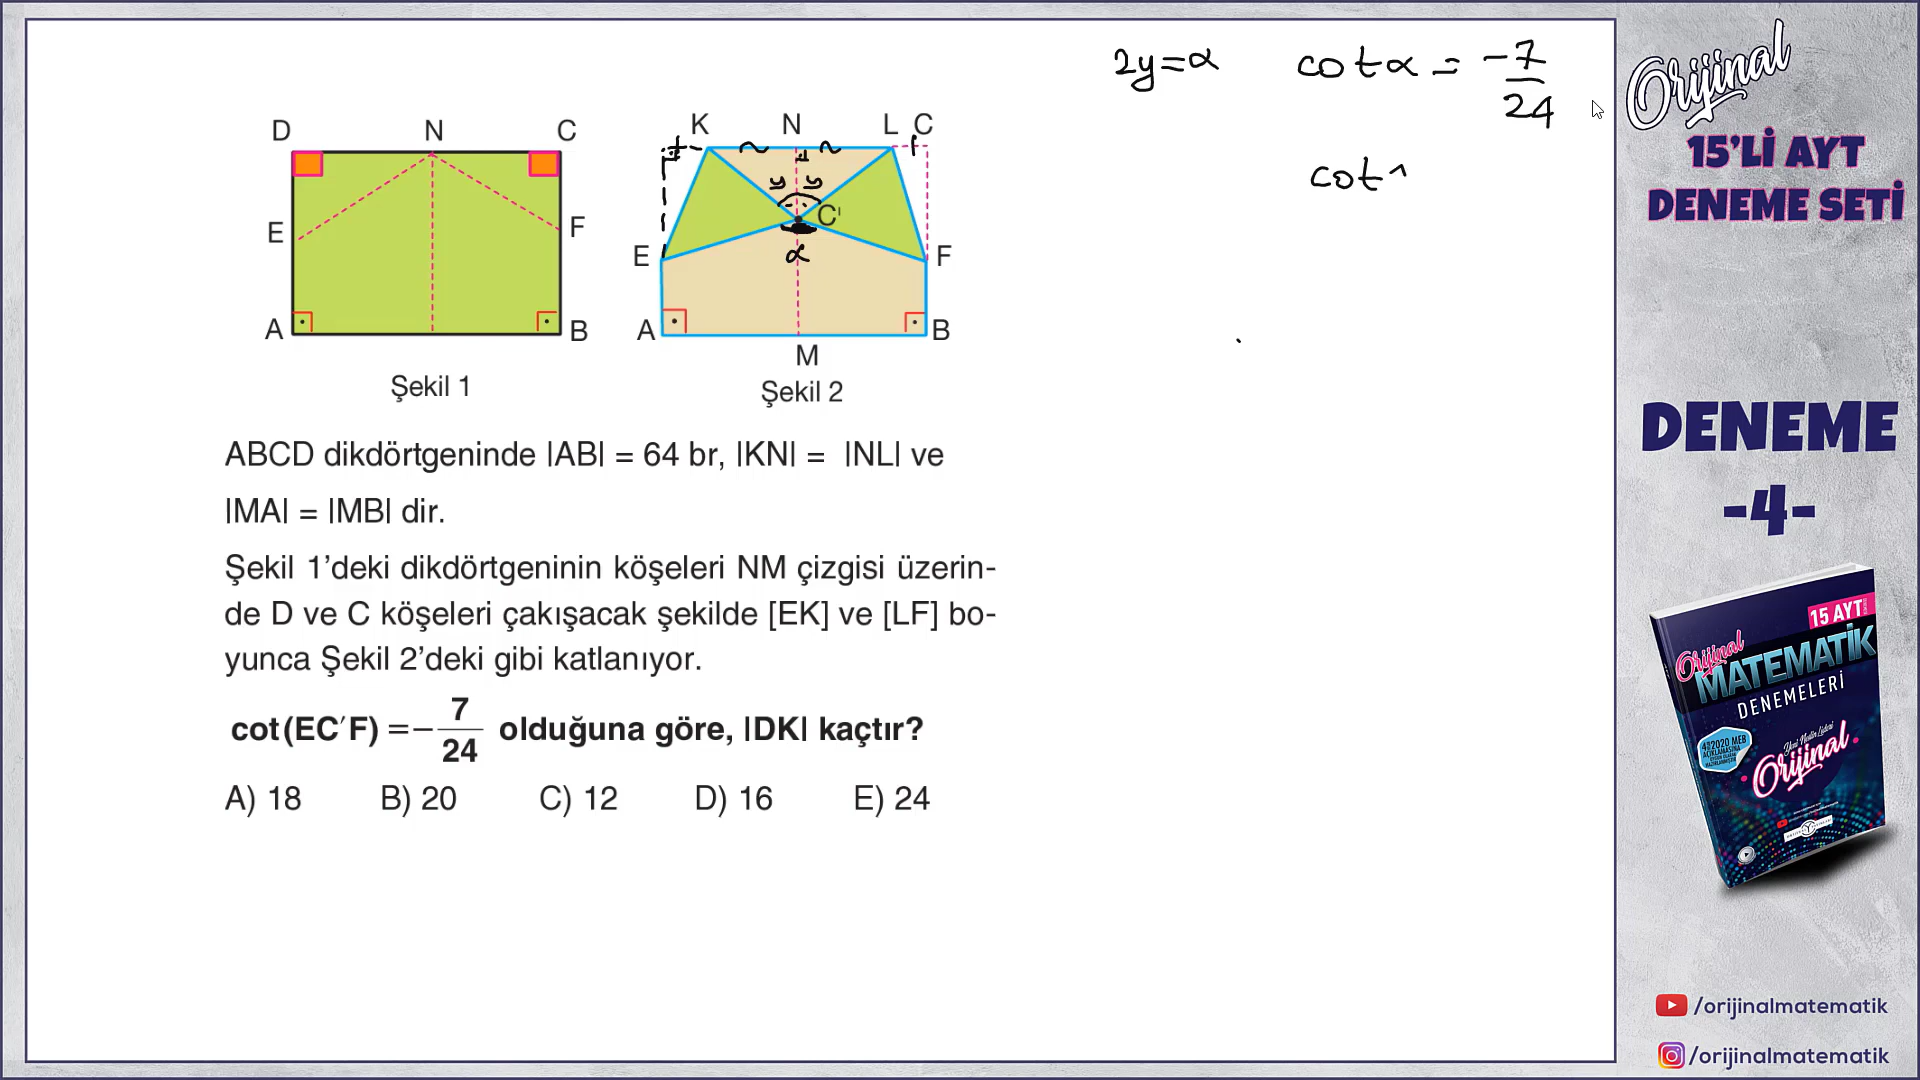 2y=α cotα = -7/24
cot
D N C
K N L C
y y
E F
C'
E F
α
A B
A B
M
Şekil 1
Şekil 2
ABCD dikdörtgeninde |AB| = 64 br, |KN| = |NL| ve
|MA| = |MB| dir.
Şekil 1’deki dikdörtgeninin köşeleri NM çizgisi üzerin-
de D ve C köşeleri çakışacak şekilde [EK] ve [LF] bo-
yunca Şekil 2’deki gibi katlanıyor.
cot(EC′F) = - 7/24 olduğuna göre, |DK| kaçtır?
A) 18 B) 20 C) 12 D) 16 E) 24
Orijinal
15'Lİ AYT
DENEME SETİ
DENEME
-4-
15 AYT
Orijinal
MATEMATİK
DENEMELERİ
Orijinal
/orijinalmatematik
/orijinalmatematik